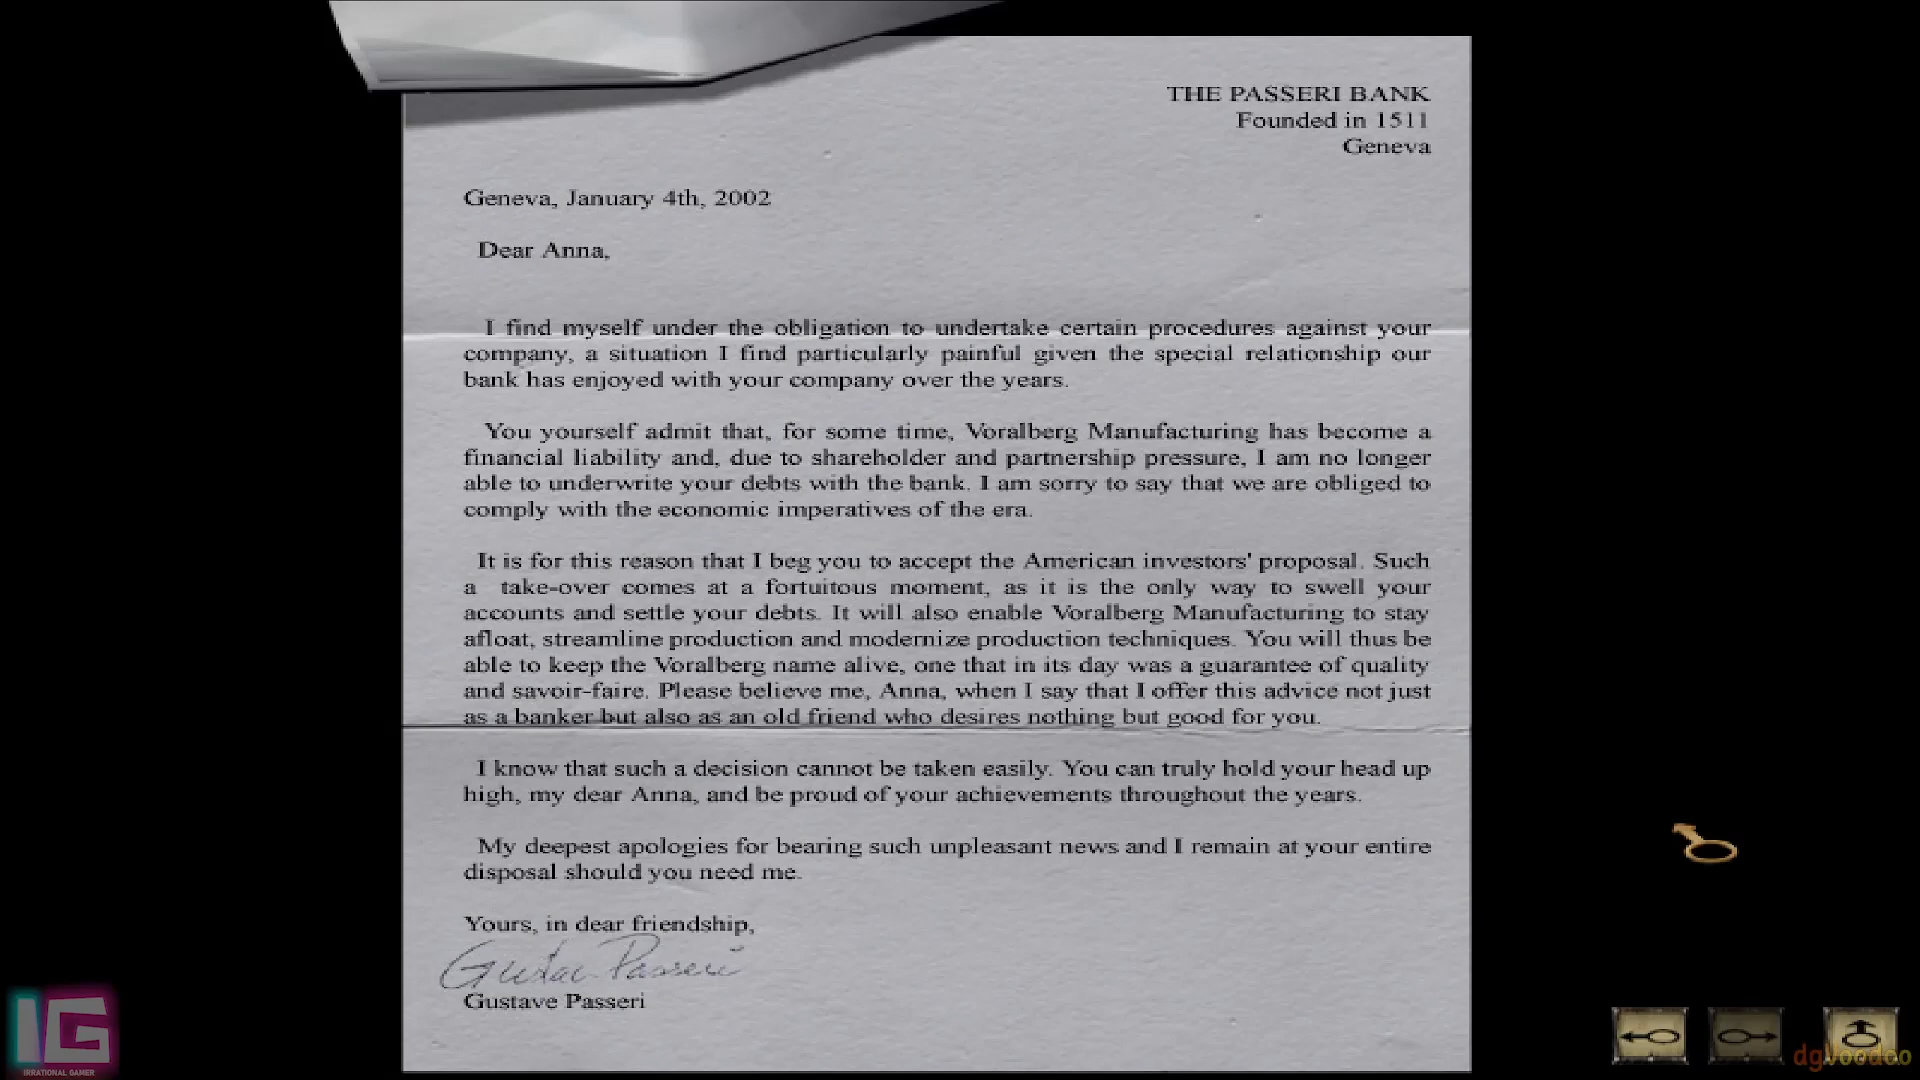 THE PASSERI BANK
Founded in 1511
Geneva
Geneva, January 4th, 2002
Dear Anna,
I find myself under the obligation to undertake certain procedures against your
company, a situation I find particularly painful given the special relationship our
bank has enjoyed with your company over the years.
You yourself admit that, for some time, Voralberg Manufacturing has become a
financial liability and, due to shareholder and partnership pressure, I am no longer
able to underwrite your debts with the bank. I am sorry to say that we are obliged to
comply with the economic imperatives of the era.
It is for this reason that I beg you to accept the American investors' proposal. Such
a take-over comes at a fortuitous moment, as it is the only way to swell your
accounts and settle your debts. It will also enable Voralberg Manufacturing to stay
afloat, streamline production and modernize production techniques. You will thus be
able to keep the Voralberg name alive, one that in its day was a guarantee of quality
and savoir-faire. Please believe me, Anna, when I say that I offer this advice not just
as a banker but also as an old friend who desires nothing but good for you.
I know that such a decision cannot be taken easily. You can truly hold your head up
high, my dear Anna, and be proud of your achievements throughout the years.
My deepest apologies for bearing such unpleasant news and I remain at your entire
disposal should you need me.
Yours, in dear friendship,
Gustav Passeri
Gustave Passeri
IG
IRRATIONAL GAMER
dgVoodoo